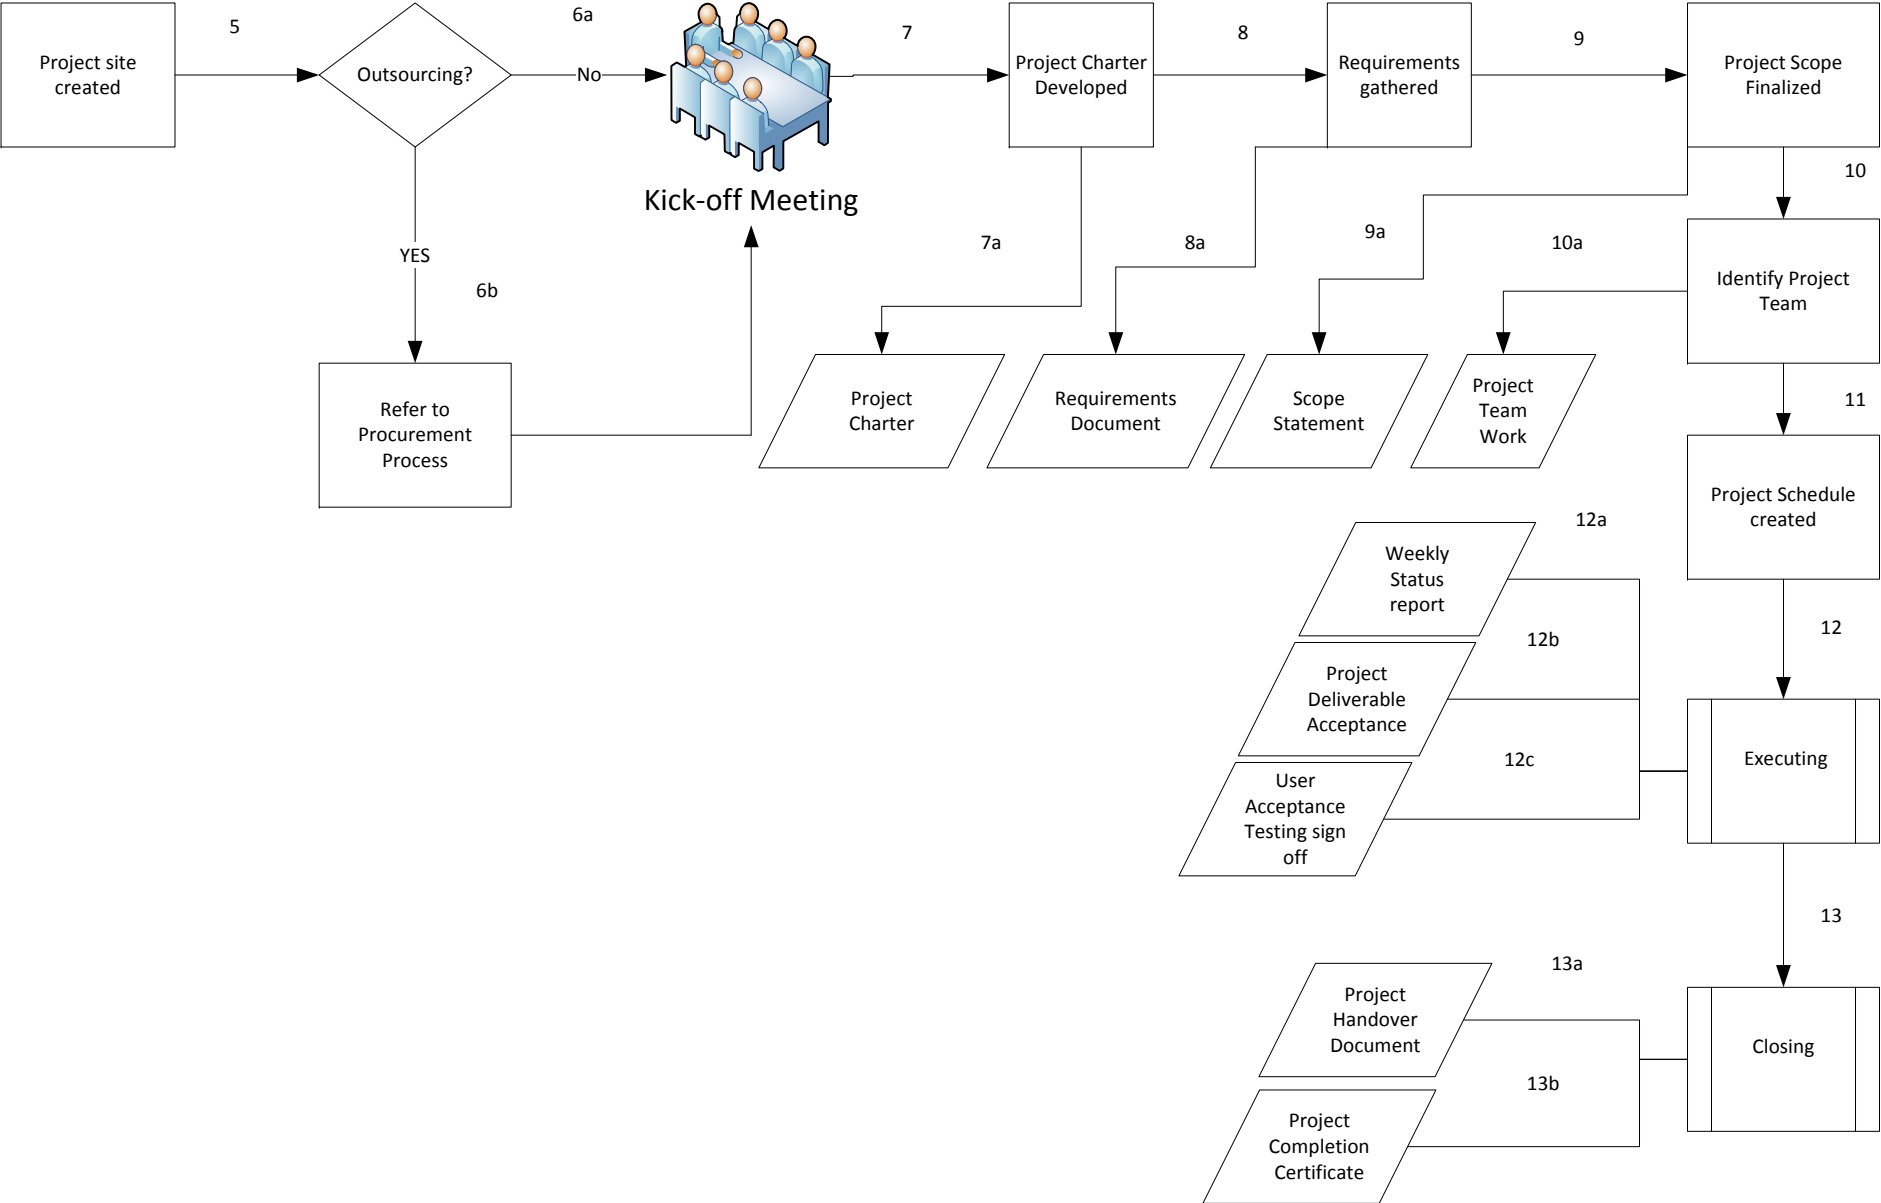 5
6a
7
8
9
Project site
created
Outsourcing?
No
Project Charter
Developed
Requirements
gathered
Project Scope
Finalized
10
Kick-off Meeting
YES
6b
7a
8a
9a
10a
Identify Project
Team
Refer to
Procurement
Process
Project
Charter
Requirements
Document
Scope
Statement
Project
Team
Work
11
Project Schedule
created
12a
Weekly
Status
report
12b
12
Project
Deliverable
Acceptance
12c
Executing
User
Acceptance
Testing sign
off
13
13a
Project
Handover
Document
Closing
13b
Project
Completion
Certificate